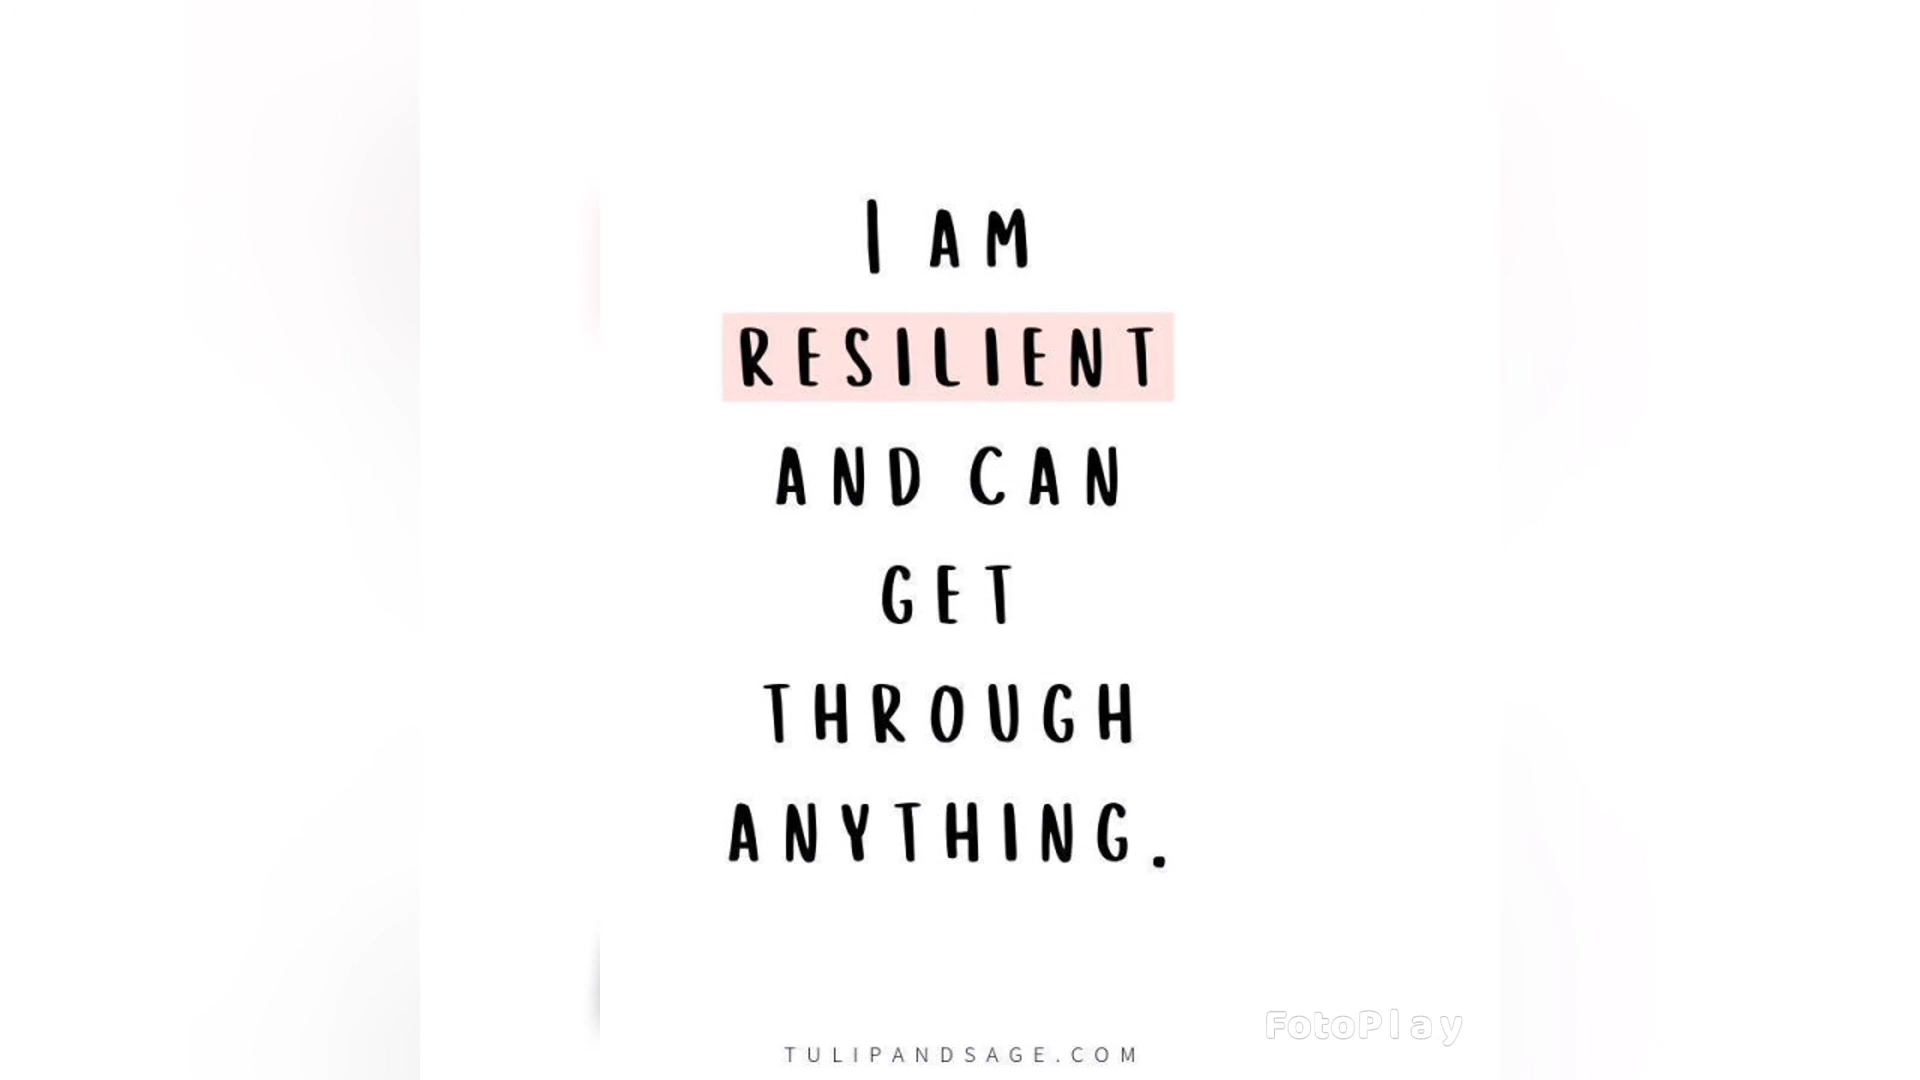 I AM
RESILIENT
AND CAN
GET
THROUGH
ANYTHING.
FotoPlay
TULIPANDSAGE.COM